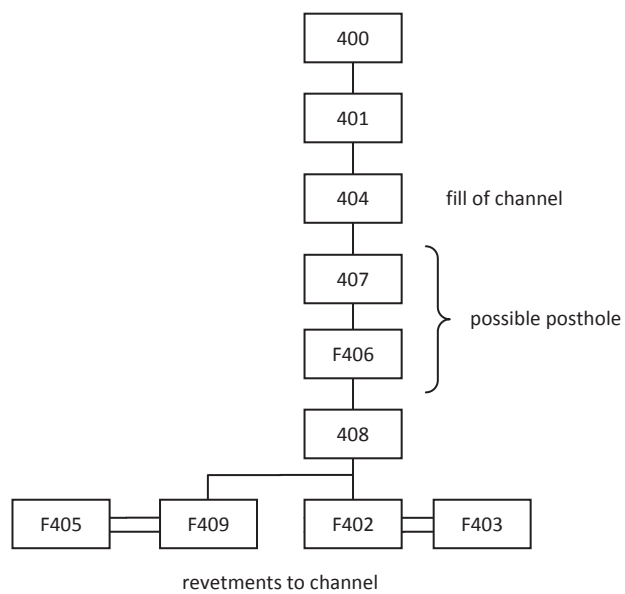 400
401
404
fill of channel
407
possible posthole
F406
408
F405 F409 F402 F403
revetments to channel